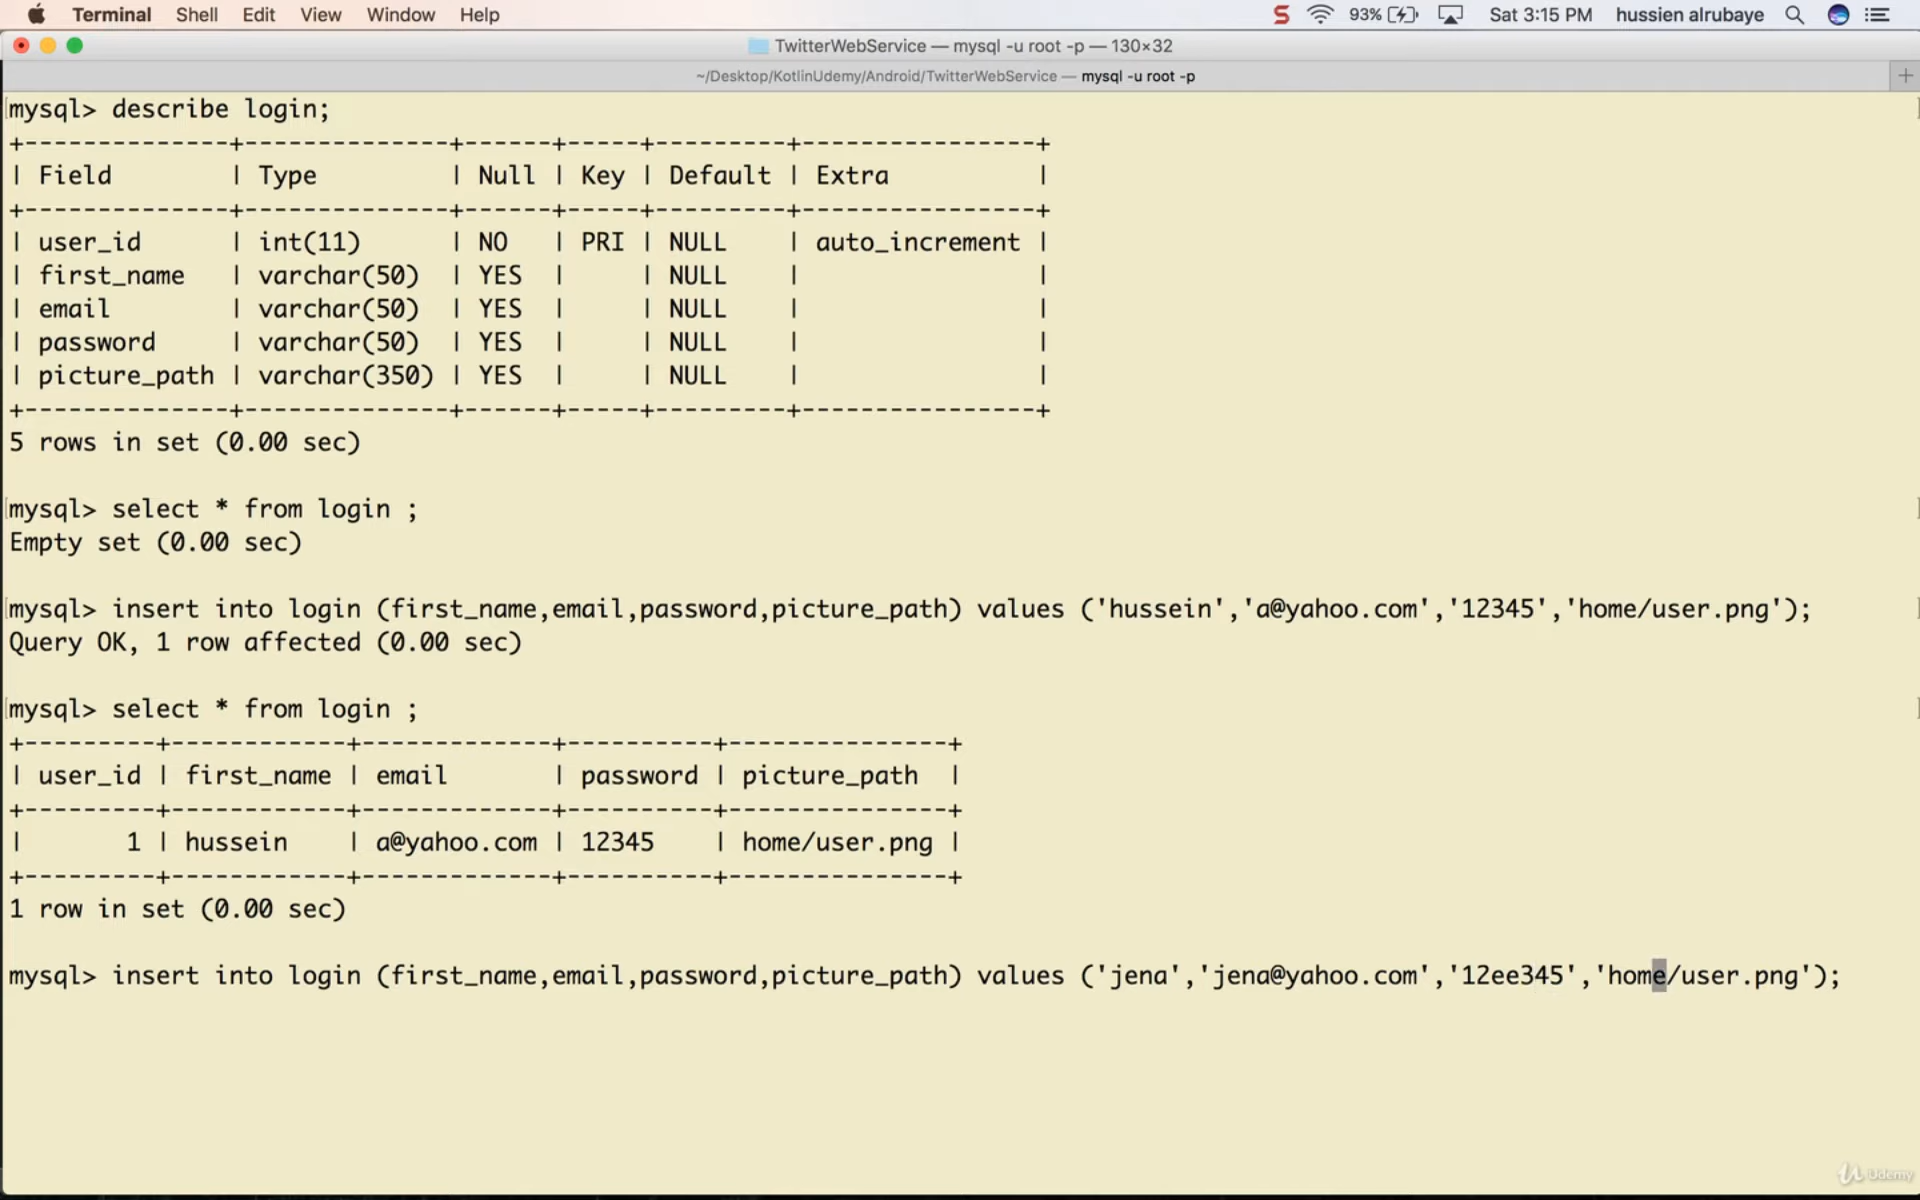 Terminal Shell Edit View Window Help 93% Sat 3:15 PM hussien alrubaye
TwitterWebService — mysql -u root -p — 130×32
~/Desktop/KotlinUdemy/Android/TwitterWebService — mysql -u root -p +
mysql> describe login;
+--------------+--------------+------+-----+---------+----------------+
| Field        | Type         | Null | Key | Default | Extra          |
+--------------+--------------+------+-----+---------+----------------+
| user_id      | int(11)      | NO   | PRI | NULL    | auto_increment |
| first_name   | varchar(50)  | YES  |     | NULL    |                |
| email        | varchar(50)  | YES  |     | NULL    |                |
| password     | varchar(50)  | YES  |     | NULL    |                |
| picture_path | varchar(350) | YES  |     | NULL    |                |
+--------------+--------------+------+-----+---------+----------------+
5 rows in set (0.00 sec)
mysql> select * from login ;
Empty set (0.00 sec)
mysql> insert into login (first_name,email,password,picture_path) values ('hussein','a@yahoo.com','12345','home/user.png');
Query OK, 1 row affected (0.00 sec)
mysql> select * from login ;
+---------+------------+-------------+----------+---------------+
| user_id | first_name | email       | password | picture_path  |
+---------+------------+-------------+----------+---------------+
|       1 | hussein    | a@yahoo.com | 12345    | home/user.png |
+---------+------------+-------------+----------+---------------+
1 row in set (0.00 sec)
mysql> insert into login (first_name,email,password,picture_path) values ('jena','jena@yahoo.com','12ee345','home/user.png');
Udemy